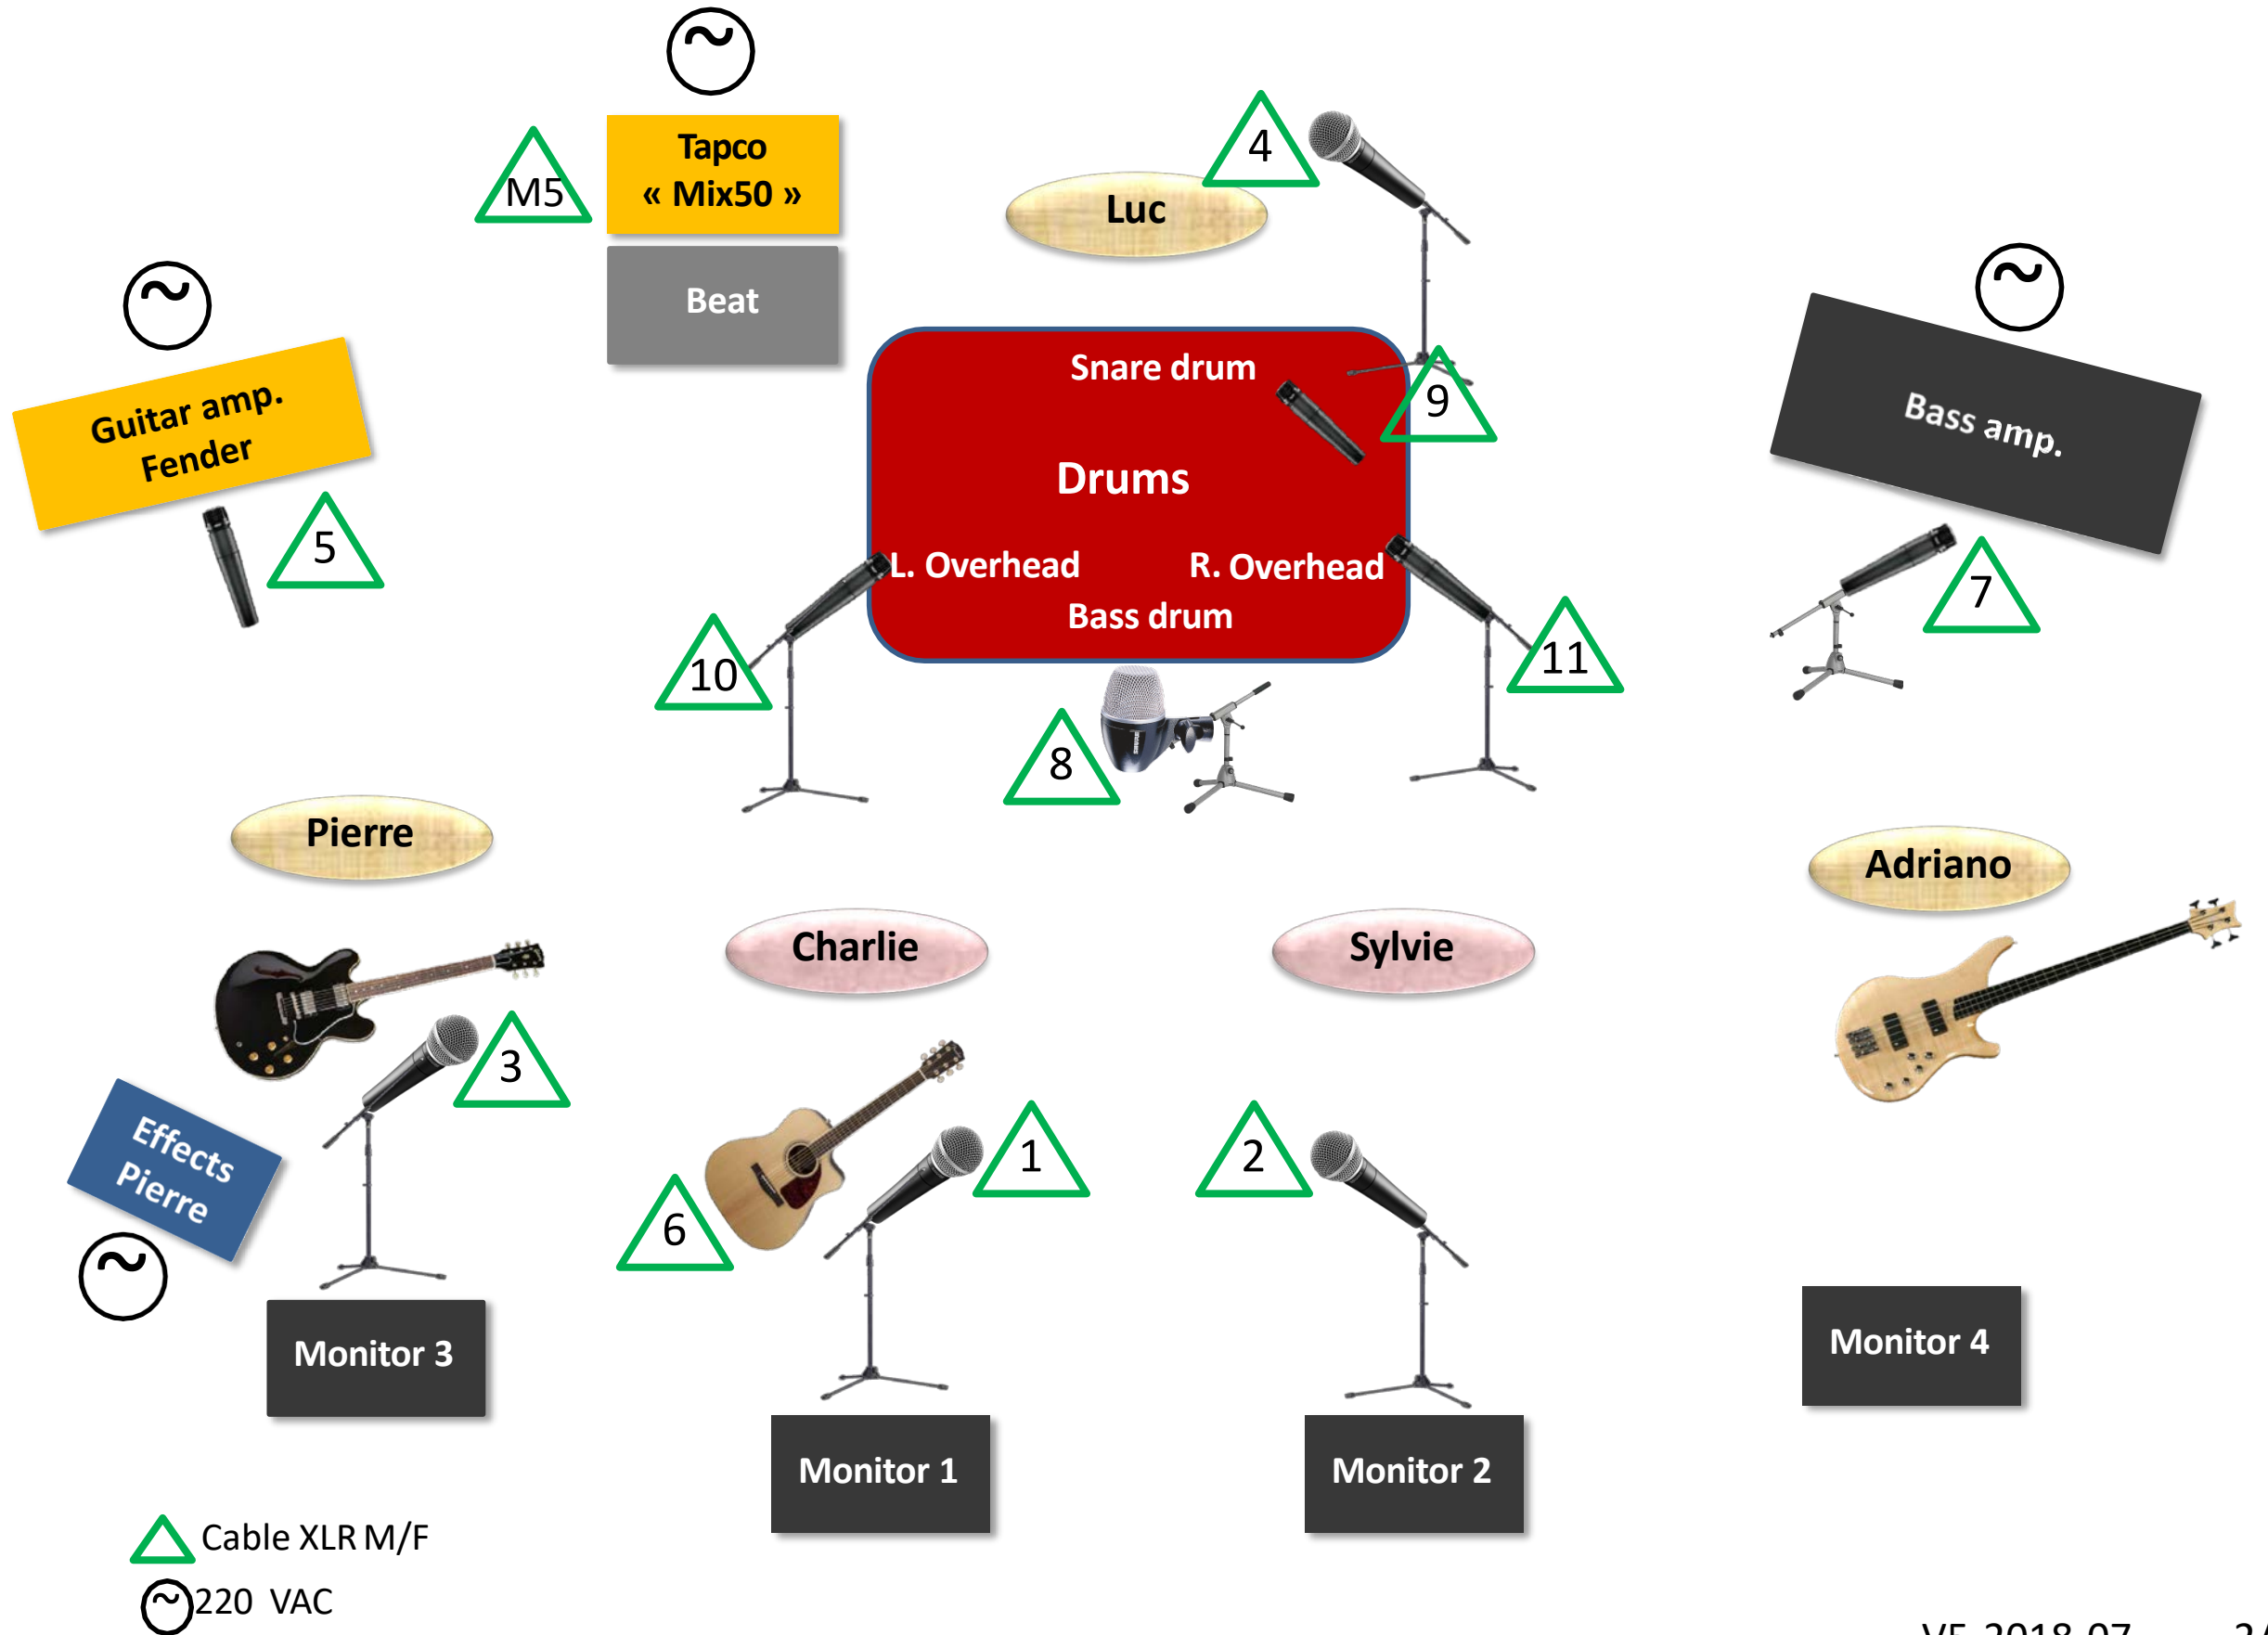 ~
Tapco
« Mix50 »
M5
4
Luc
~
Beat
~
Guitar amp.
Fender
Snare drum
9
Bass amp.
Drums
5
L. Overhead
R. Overhead
7
Bass drum
10
11
8
Pierre
Adriano
Charlie
Sylvie
3
Effects
Pierre
1
2
6
~
Monitor 3
Monitor 4
Monitor 1
Monitor 2
Cable XLR M/F
~ 220 VAC